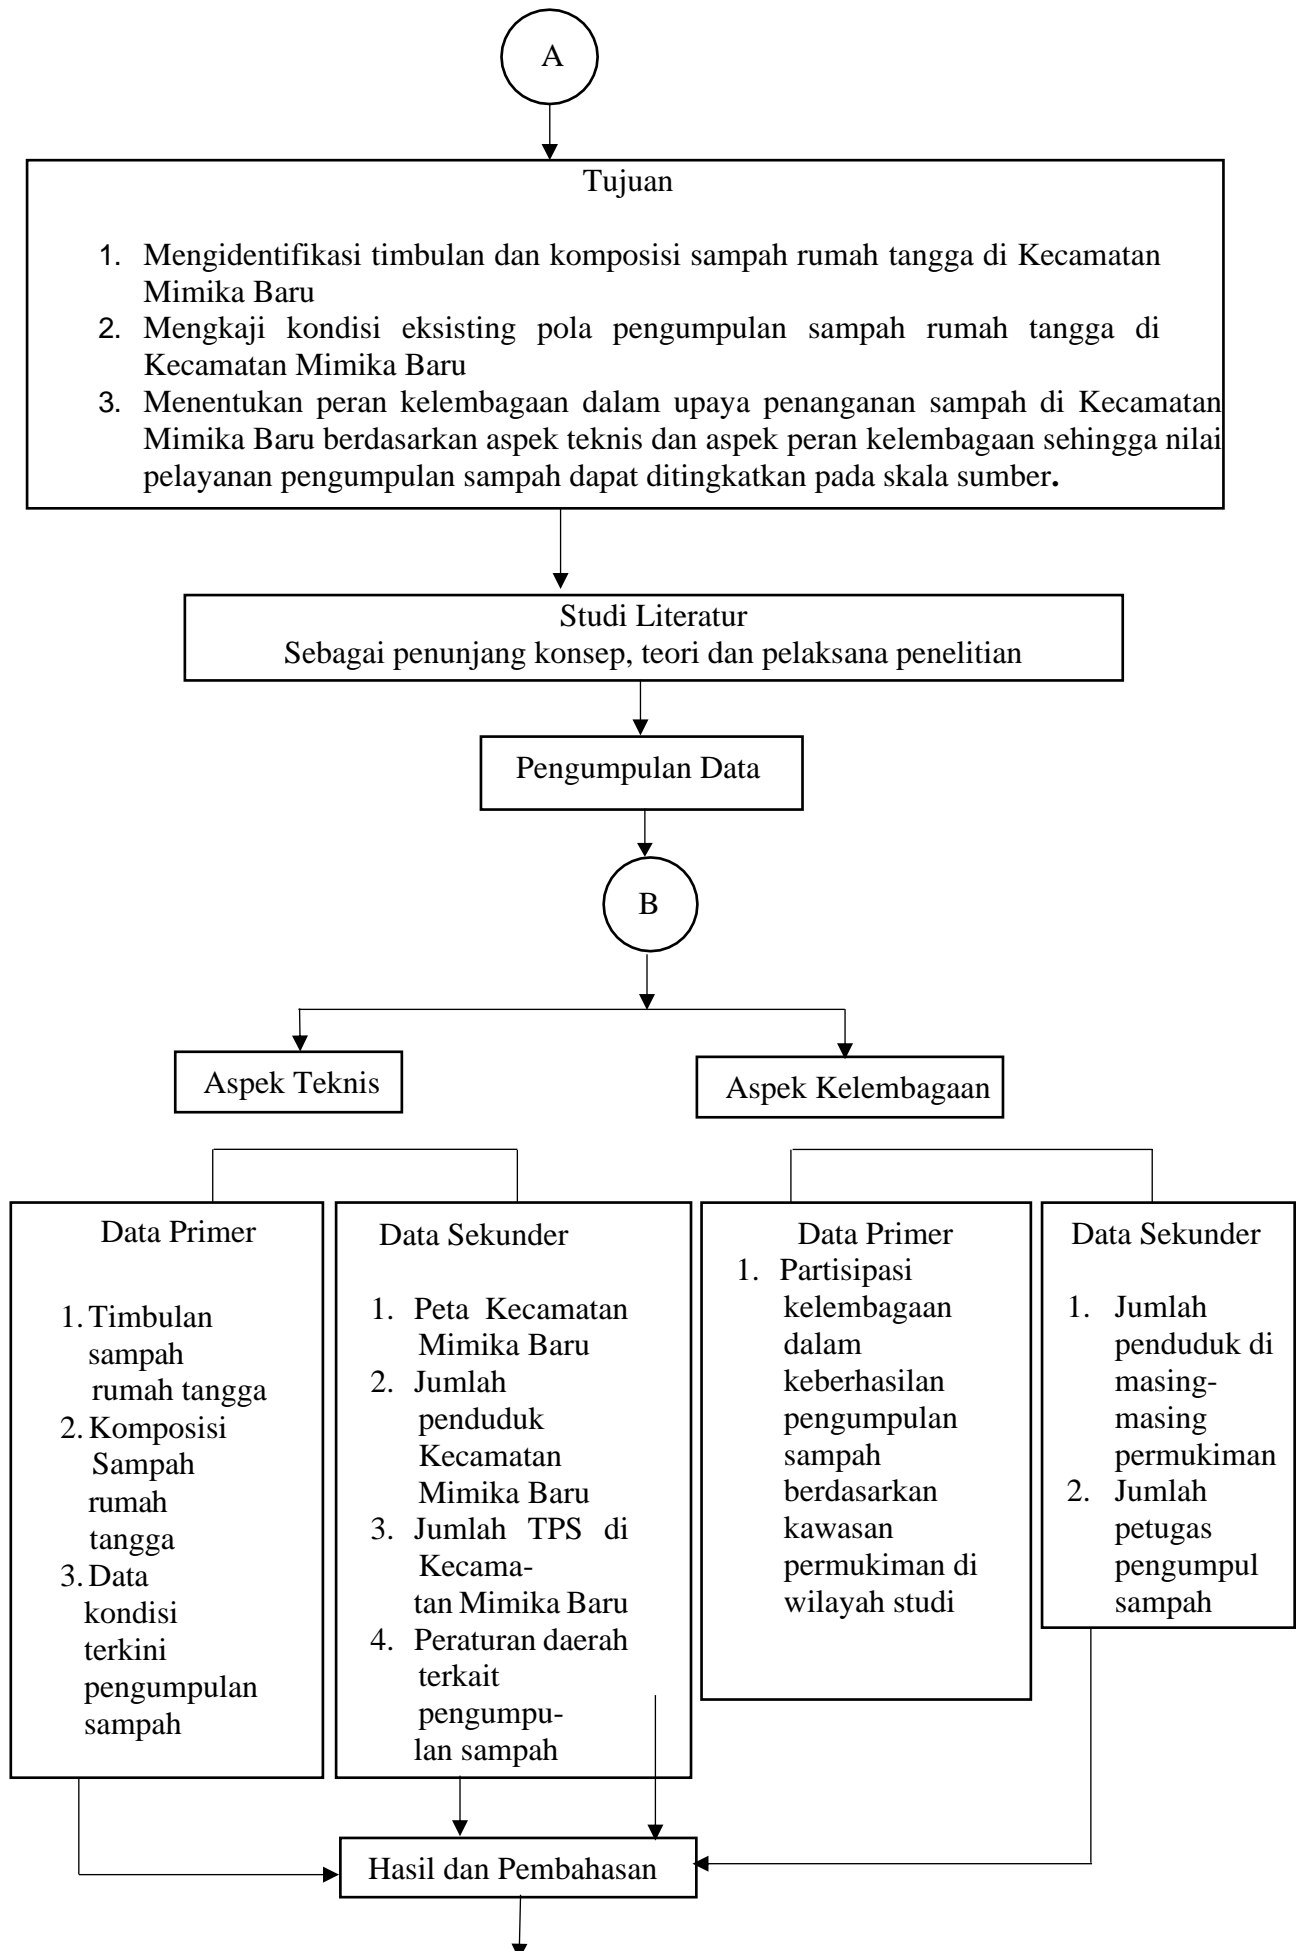 A
Tujuan
1. Mengidentifikasi timbulan dan komposisi sampah rumah tangga di Kecamatan
Mimika Baru
2. Mengkaji kondisi eksisting pola pengumpulan sampah rumah tangga di
Kecamatan Mimika Baru
3. Menentukan peran kelembagaan dalam upaya penanganan sampah di Kecamatan
Mimika Baru berdasarkan aspek teknis dan aspek peran kelembagaan sehingga nilai
pelayanan pengumpulan sampah dapat ditingkatkan pada skala sumber.
Studi Literatur
Sebagai penunjang konsep, teori dan pelaksana penelitian
Pengumpulan Data
B
Aspek Teknis
Aspek Kelembagaan
Data Primer
1. Timbulan
sampah
rumah tangga
2. Komposisi
Sampah
rumah
tangga
3. Data
kondisi
terkini
pengumpulan
sampah
Data Sekunder
1. Peta Kecamatan
Mimika Baru
2. Jumlah
penduduk
Kecamatan
Mimika Baru
3. Jumlah TPS di
Kecama-
tan Mimika Baru
4. Peraturan daerah
terkait
pengumpu-
lan sampah
Data Primer
1. Partisipasi
kelembagaan
dalam
keberhasilan
pengumpulan
sampah
berdasarkan
kawasan
permukiman di
wilayah studi
Data Sekunder
1. Jumlah
penduduk di
masing-
masing
permukiman
2. Jumlah
petugas
pengumpul
sampah
Hasil dan Pembahasan